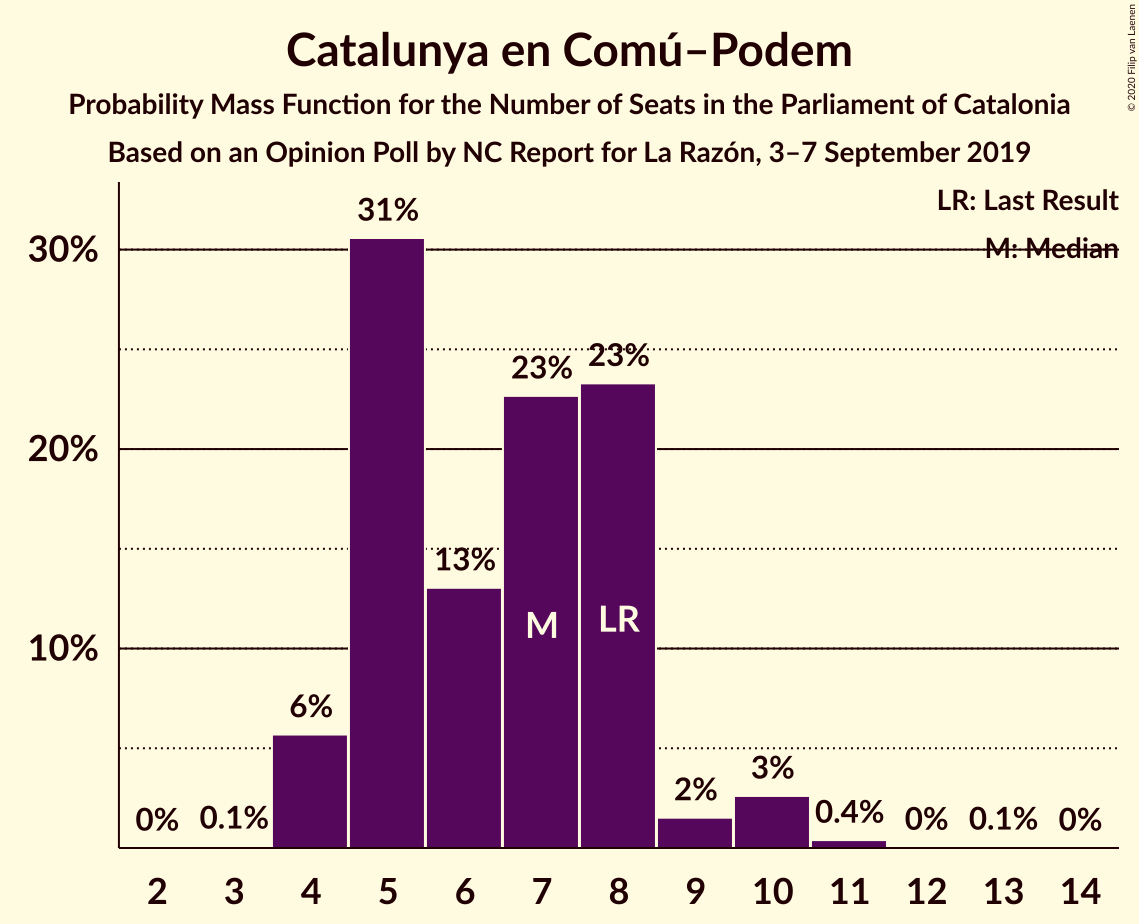 Catalunya en Comú–Podem
Probability Mass Function for the Number of Seats in the Parliament of Catalonia
Based on an Opinion Poll by NC Report for La Razón, 3–7 September 2019
© 2020 Filip van Laenen
LR: Last Result
M: Median
30%
20%
10%
0%
0.1%
6%
31%
13%
23%
23%
2%
3%
0.4%
0%
0.1%
0%
M
LR
2 3 4 5 6 7 8 9 10 11 12 13 14